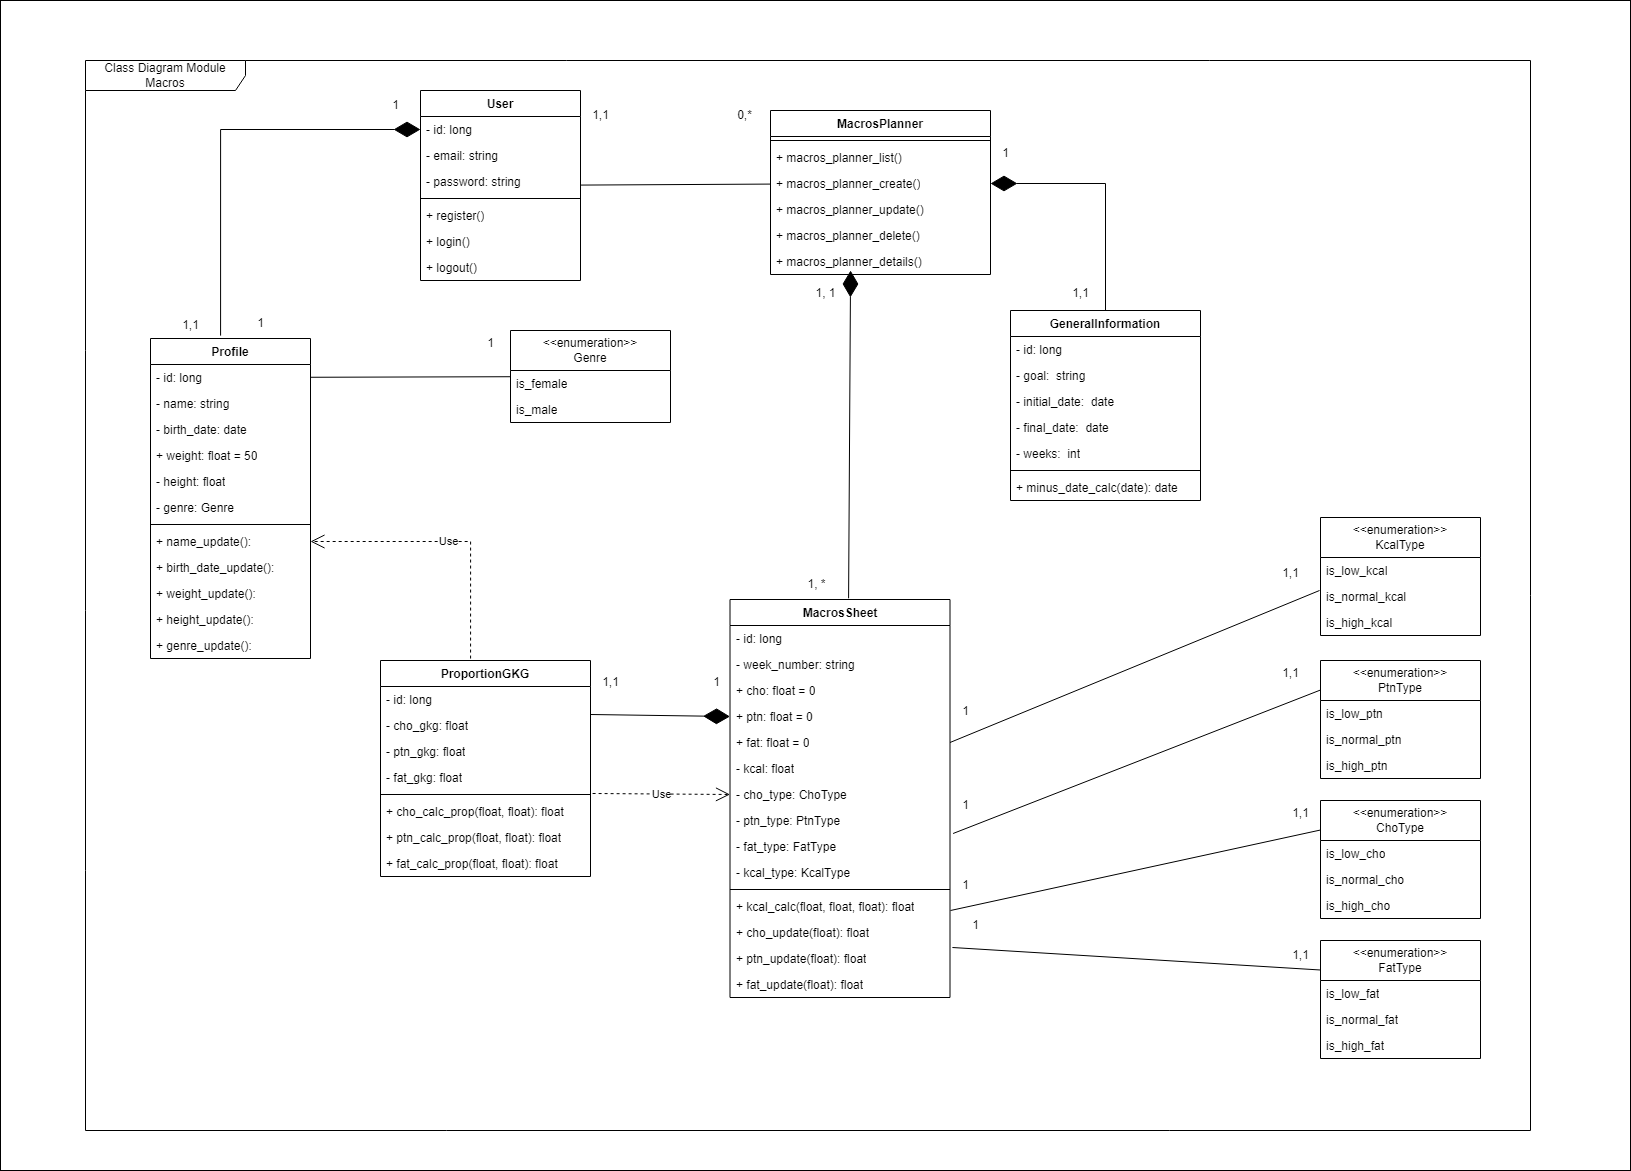 Class Diagram Module
Macros
1
User
- id: long
- email: string
- password: string
+ register()
+ login()
+ logout()
1,1
0,*
MacrosPlanner
+ macros_planner_list()
+ macros_planner_create()
+ macros_planner_update()
+ macros_planner_delete()
+ macros_planner_details()
1
1, 1
1,1
GeneralInformation
- id: long
- goal:  string
- initial_date:  date
- final_date:  date
- weeks:  int
+ minus_date_calc(date): date
1,1
1
Profile
- id: long
- name: string
- birth_date: date
+ weight: float = 50
- height: float
- genre: Genre
+ name_update():
+ birth_date_update():
+ weight_update():
+ height_update():
+ genre_update():
1
<<enumeration>>
Genre
is_female
is_male
Use
ProportionGKG
- id: long
- cho_gkg: float
- ptn_gkg: float
- fat_gkg: float
+ cho_calc_prop(float, float): float
+ ptn_calc_prop(float, float): float
+ fat_calc_prop(float, float): float
1,1
1
Use
1, *
MacrosSheet
- id: long
- week_number: string
+ cho: float = 0
+ ptn: float = 0
+ fat: float = 0
- kcal: float
- cho_type: ChoType
- ptn_type: PtnType
- fat_type: FatType
- kcal_type: KcalType
+ kcal_calc(float, float, float): float
+ cho_update(float): float
+ ptn_update(float): float
+ fat_update(float): float
1
1
1
1
1,1
<<enumeration>>
KcalType
is_low_kcal
is_normal_kcal
is_high_kcal
1,1
<<enumeration>>
PtnType
is_low_ptn
is_normal_ptn
is_high_ptn
1,1
<<enumeration>>
ChoType
is_low_cho
is_normal_cho
is_high_cho
1,1
<<enumeration>>
FatType
is_low_fat
is_normal_fat
is_high_fat